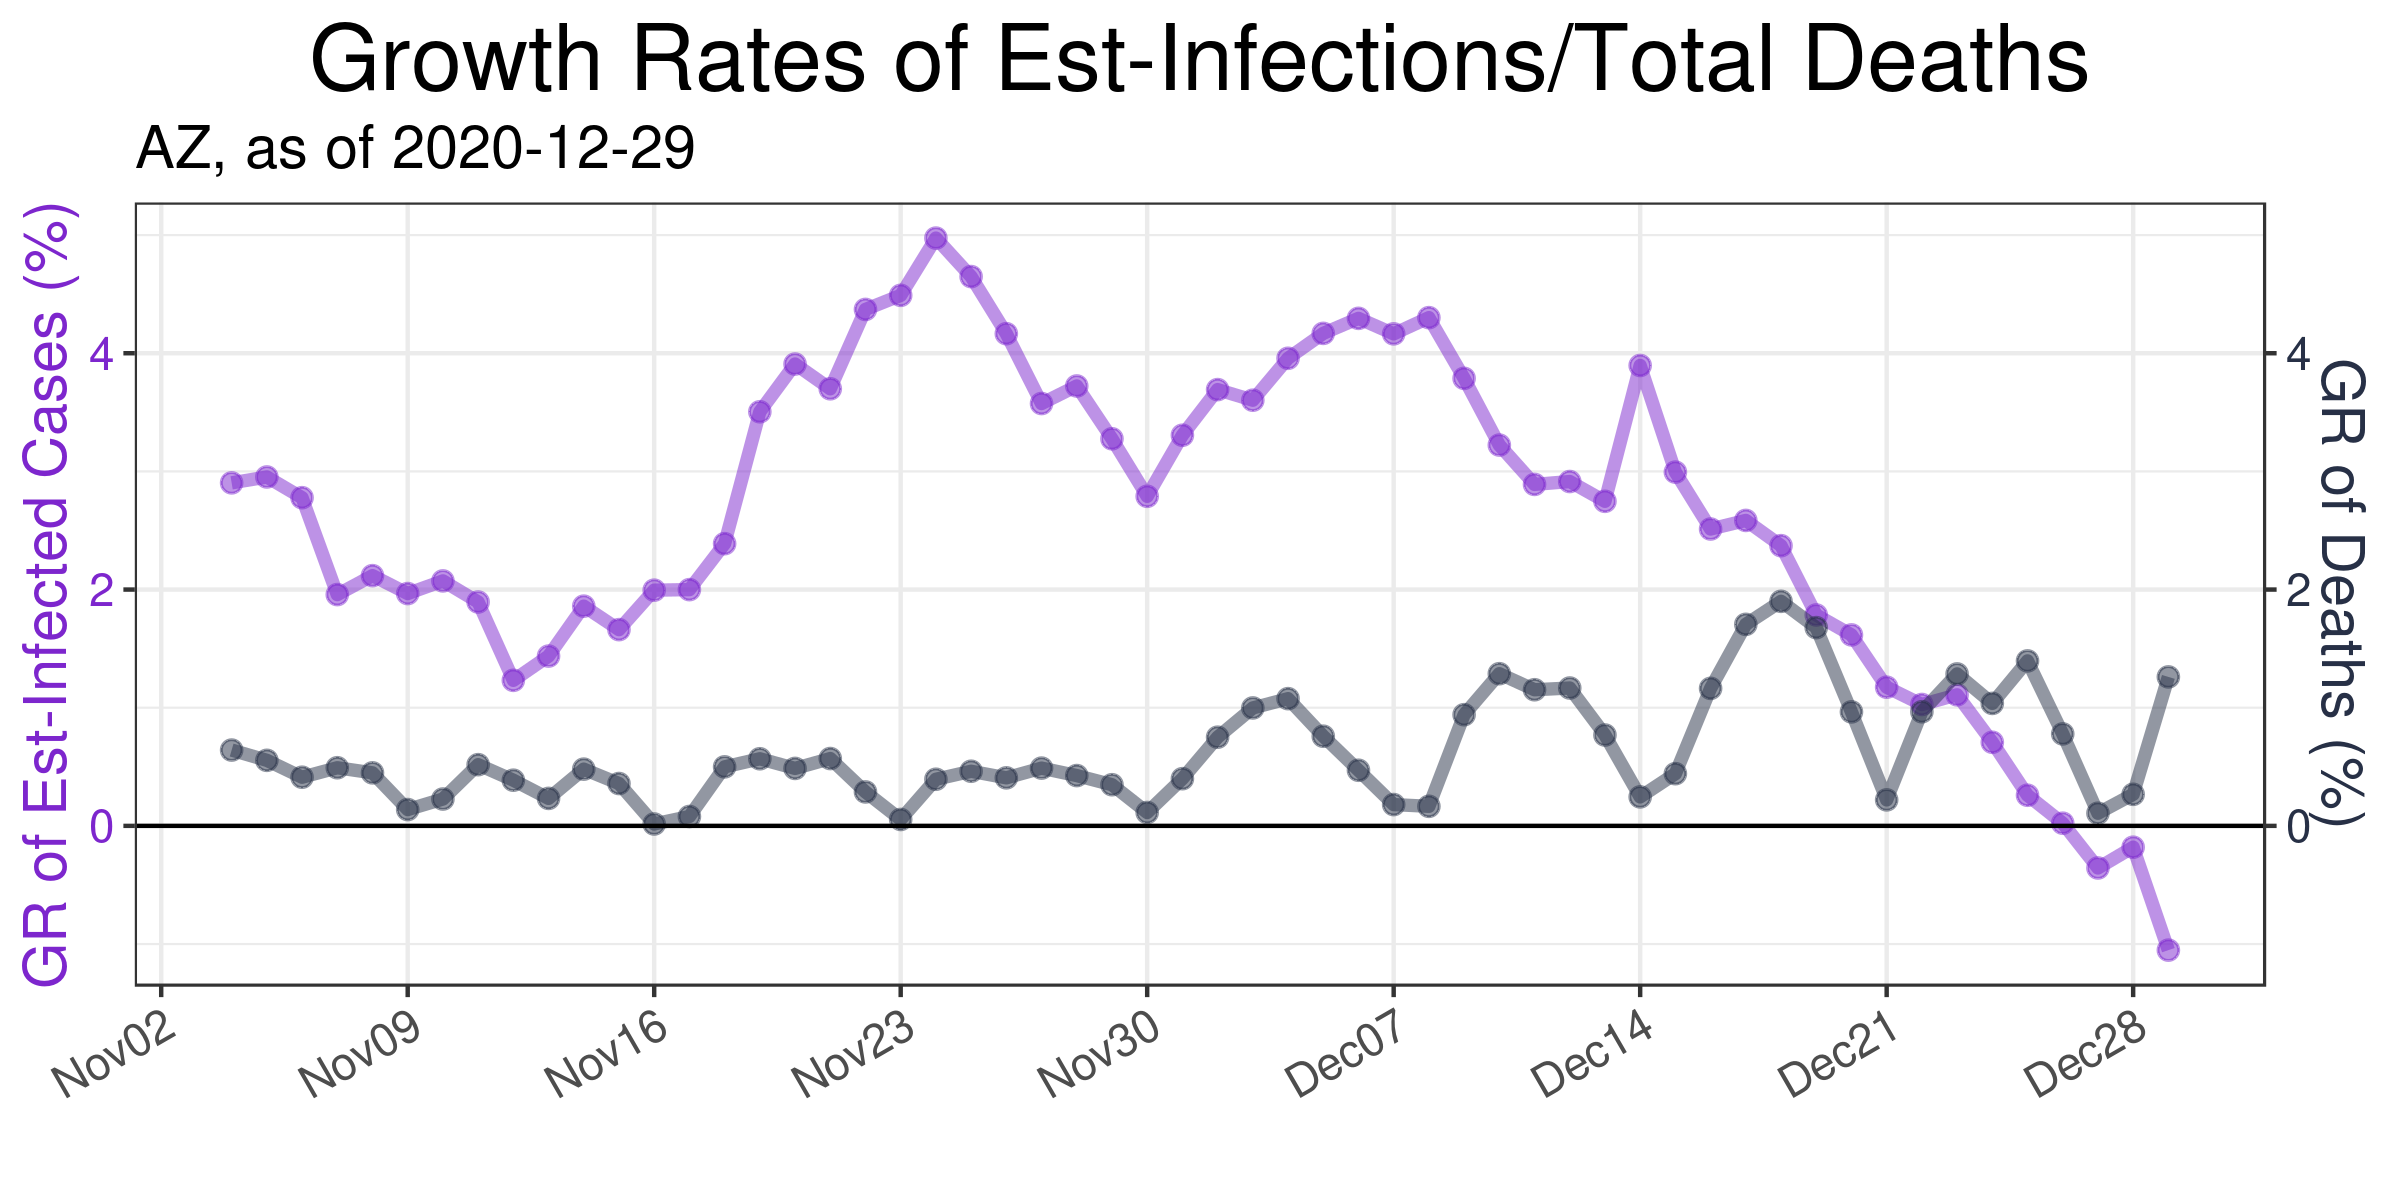 Growth Rates of Est-Infections/Total Deaths
AZ, as of 2020-12-29
GR of Est-Infected Cases (%)
4
2
0
4
2
0
GR of Deaths (%)
Nov02
Nov09
Nov16
Nov23
Nov30
Dec07
Dec14
Dec21
Dec28